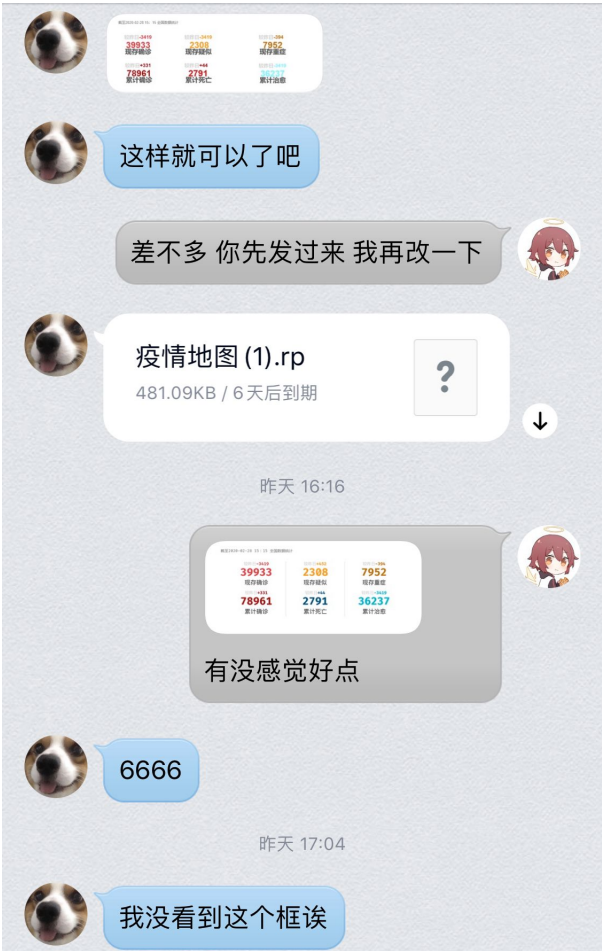 39933 2308 7952
现存确诊 现存疑似 现存重症
78961 2791 36237
累计确诊 累计死亡 累计治愈
这样就可以了吧
差不多 你先发过来 我再改一下
疫情地图 (1).rp
?
481.09KB / 6 天后到期
昨天 16:16
39933 2308 7952
现存确诊 现存疑似 现存重症
78961 2791 36237
累计确诊 累计死亡 累计治愈
有没感觉好点
6666
昨天 17:04
我没看到这个框诶